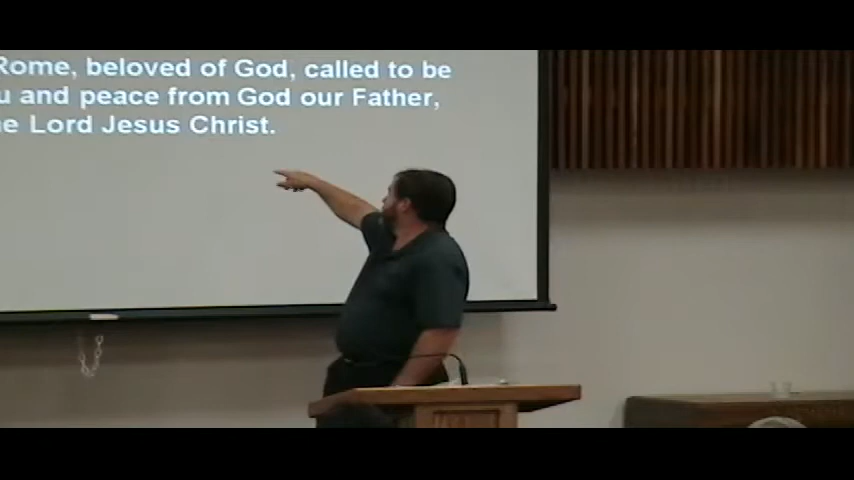 Rome, beloved of God, called to be
and peace from God our Father,
Lord Jesus Christ.